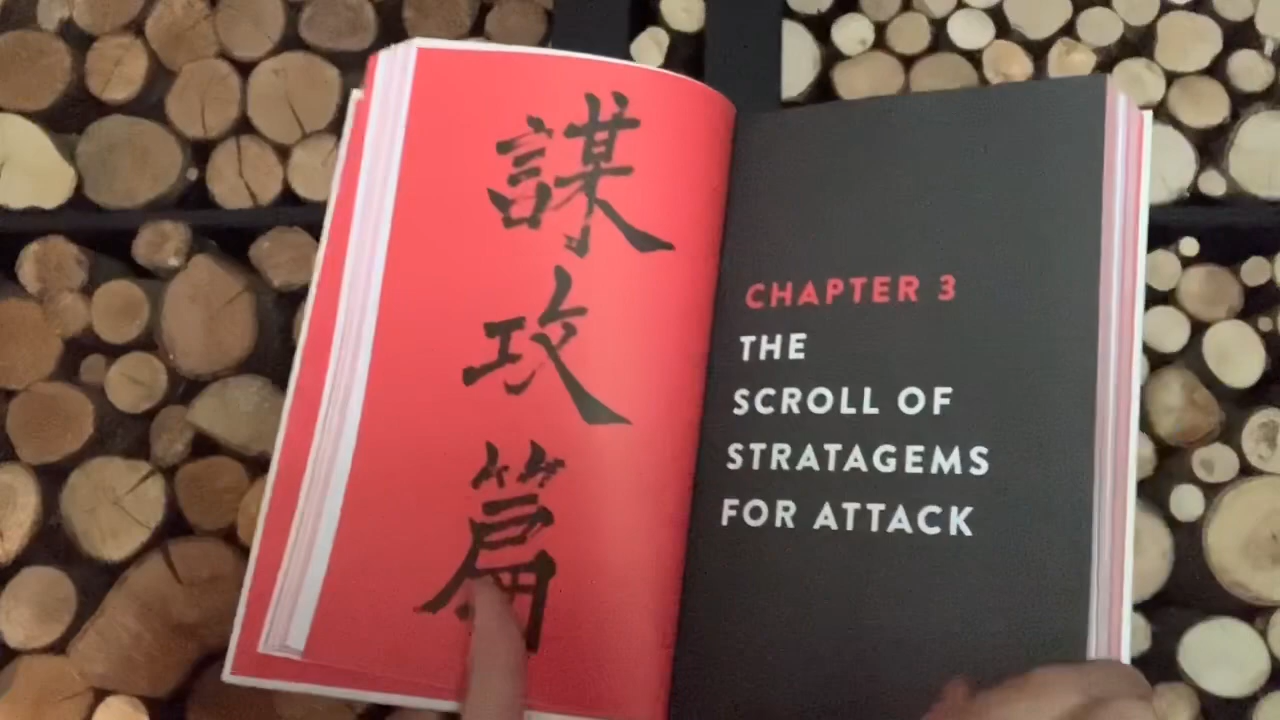 謀攻篇
CHAPTER 3
THE
SCROLL OF
STRATAGEMS
FOR ATTACK